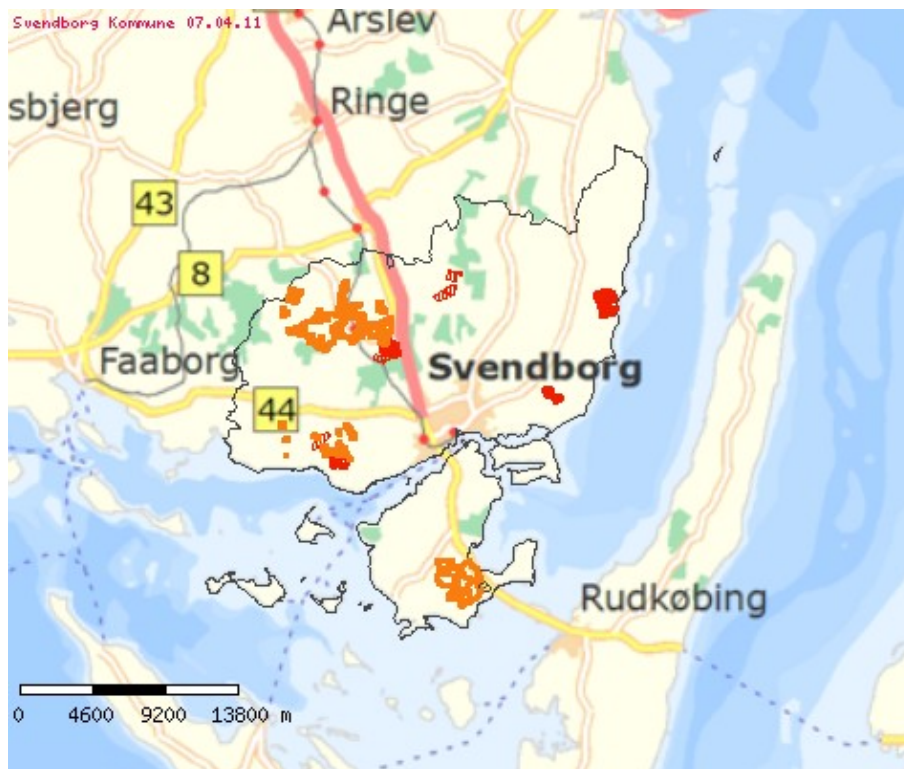 Svendborg Kommune 07.04.11
Arslev
sbjerg
Ringe
43
8
Faaborg
Svendborg
44
Rudkøbing
0 4600 9200 13800 m